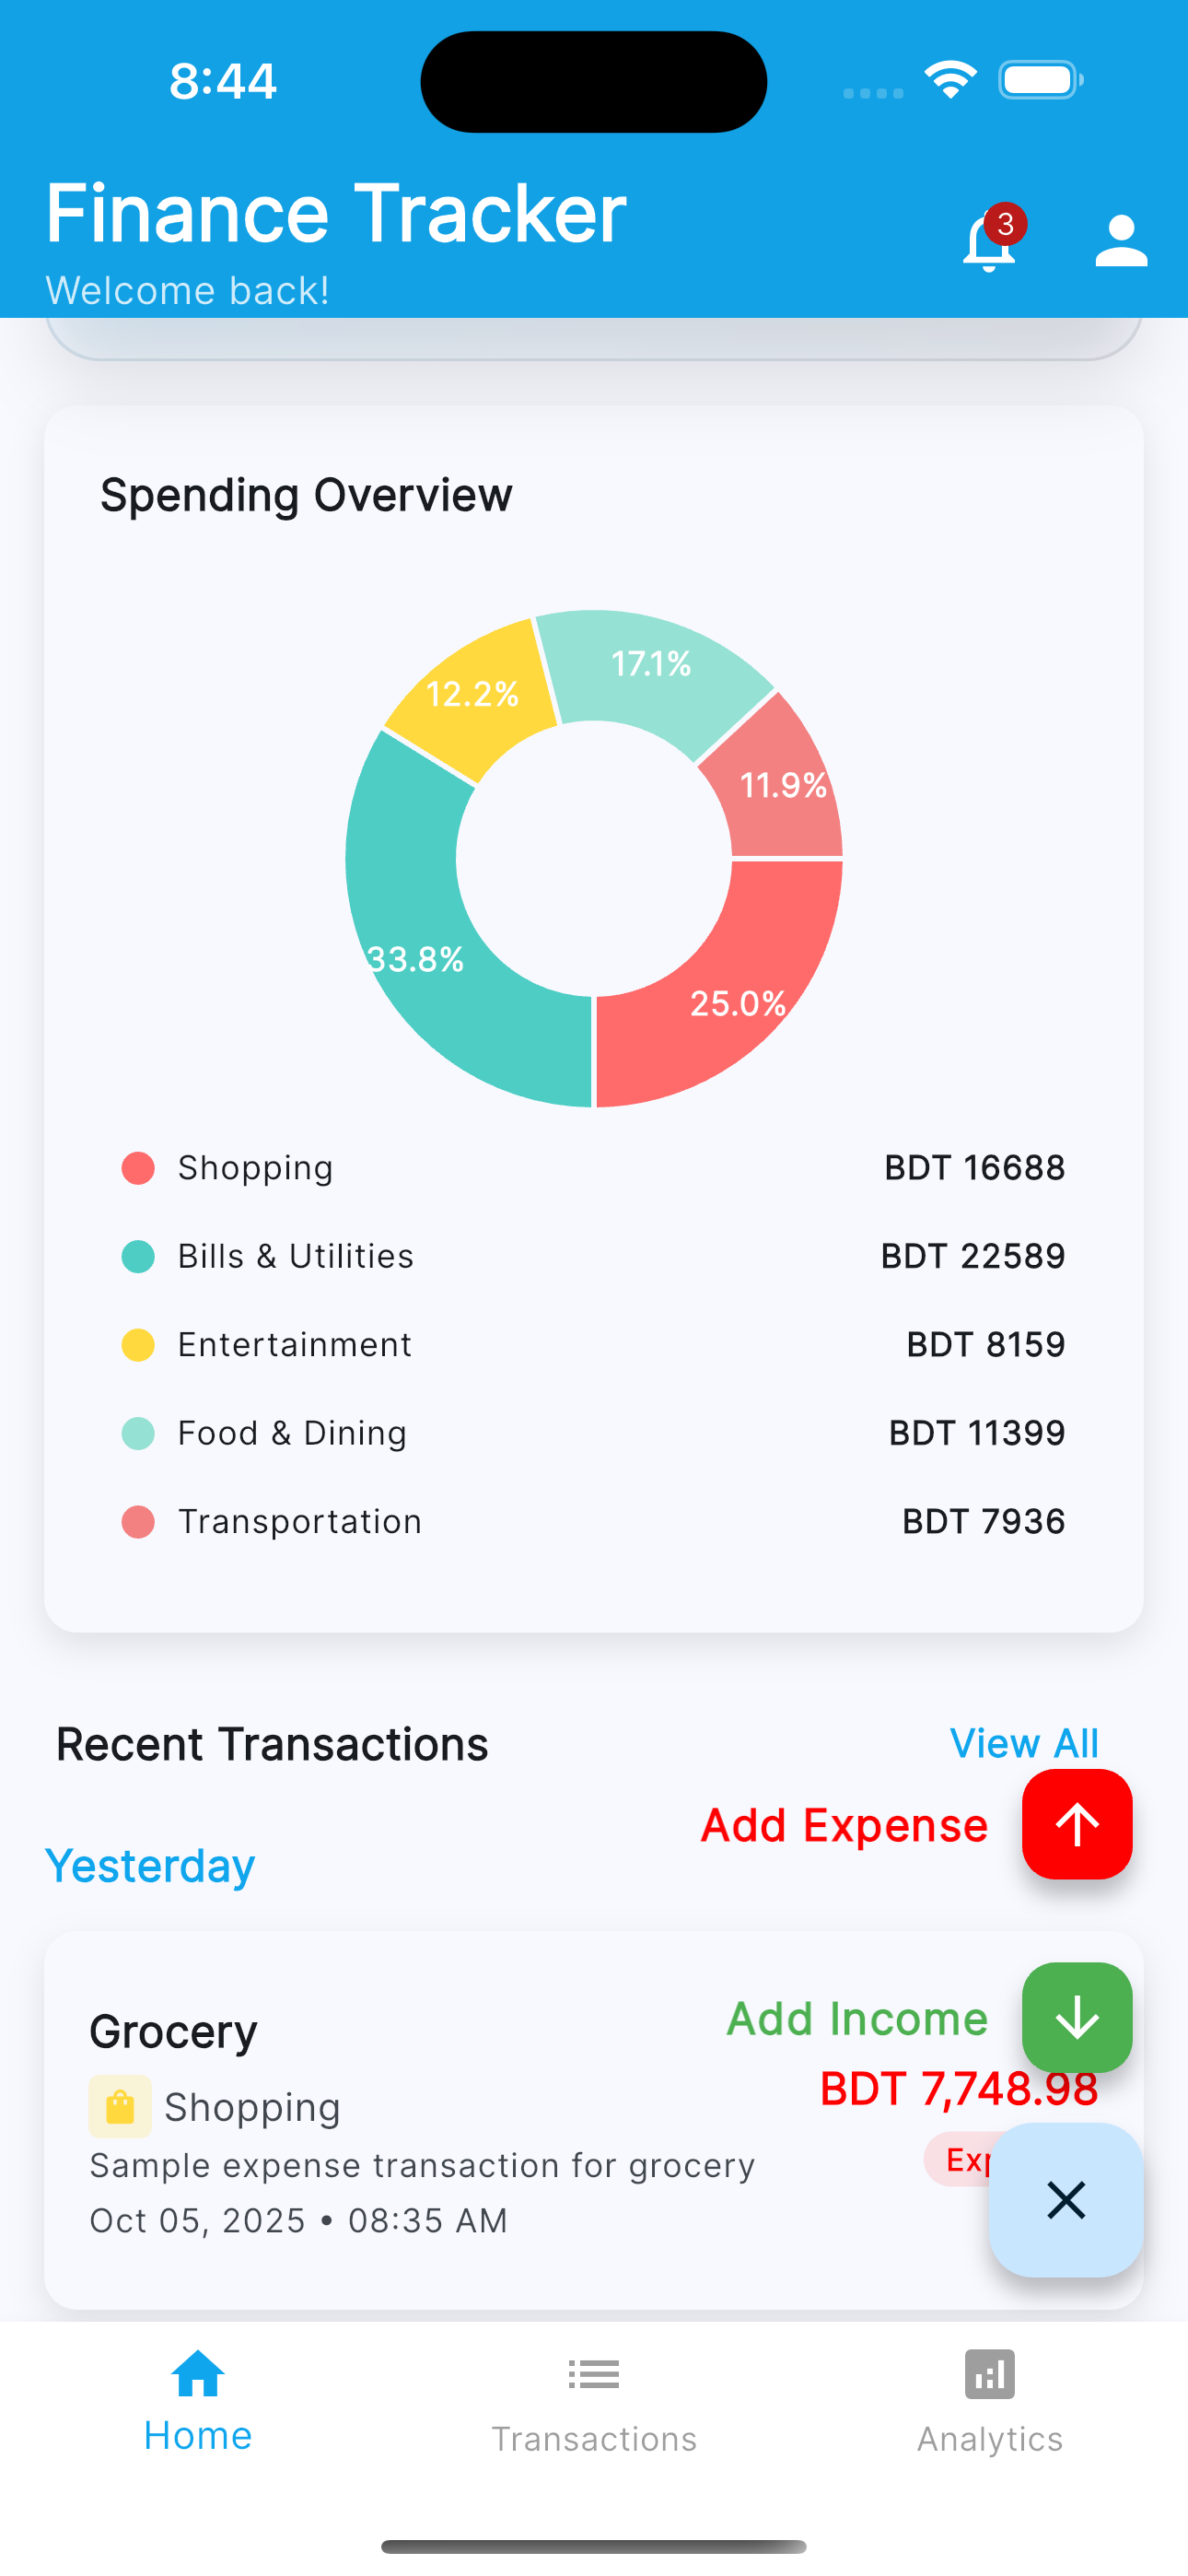 8:44
Finance Tracker
3
Welcome back!
Spending Overview
17.1%
12.2%
11.9%
33.8%
25.0%
Shopping BDT 16688
Bills & Utilities BDT 22589
Entertainment BDT 8159
Food & Dining BDT 11399
Transportation BDT 7936
Recent Transactions View All
Add Expense
Yesterday
Add Income
Grocery
BDT 7,748.98
Shopping
Exp
Sample expense transaction for grocery
Oct 05, 2025 • 08:35 AM
Home Transactions Analytics